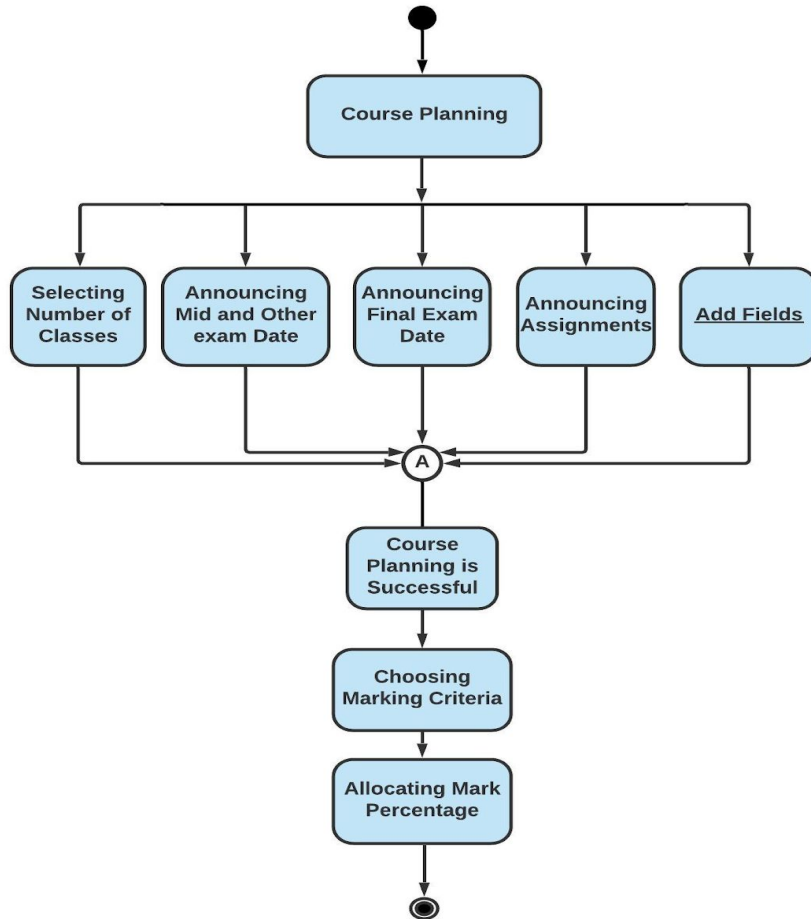 Course Planning
Selecting
Number of
Classes
Announcing
Mid and Other
exam Date
Announcing
Final Exam
Date
Announcing
Assignments
Add Fields
A
Course
Planning is
Successful
Choosing
Marking Criteria
Allocating Mark
Percentage